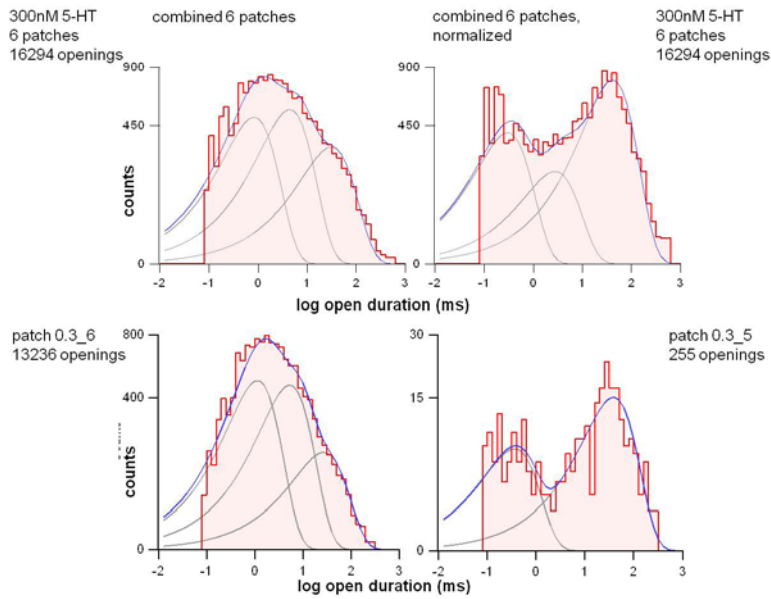 300nM 5-HT
6 patches
16294 openings
combined 6 patches
900
450
0
counts
-2 -1 0 1 2 3
combined 6 patches,
normalized
300nM 5-HT
6 patches
16294 openings
900
450
0
-2 -1 0 1 2 3
log open duration (ms)
patch 0.3_6
13236 openings
800
400
0
counts
-2 -1 0 1 2 3
patch 0.3_5
255 openings
30
15
0
-2 -1 0 1 2 3
log open duration (ms)